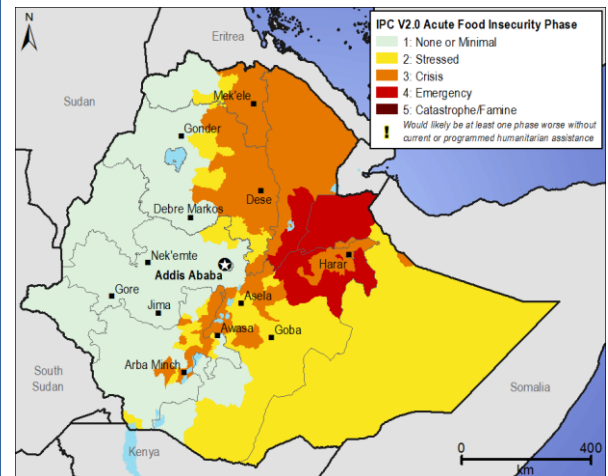 N
IPC V2.0 Acute Food Insecurity Phase
1: None or Minimal
2: Stressed
3: Crisis
4: Emergency
5: Catastrophe/Famine
! Would likely be at least one phase worse without
current or programmed humanitarian assistance
Eritrea
Sudan
Mek'ele
Gonder
Dese
Debre Markos
Nek'emte
Addis Ababa
Harar
Gore
Jima
Asela
Awasa
Goba
Arba Minch
South
Sudan
Somalia
Kenya
0 400
km